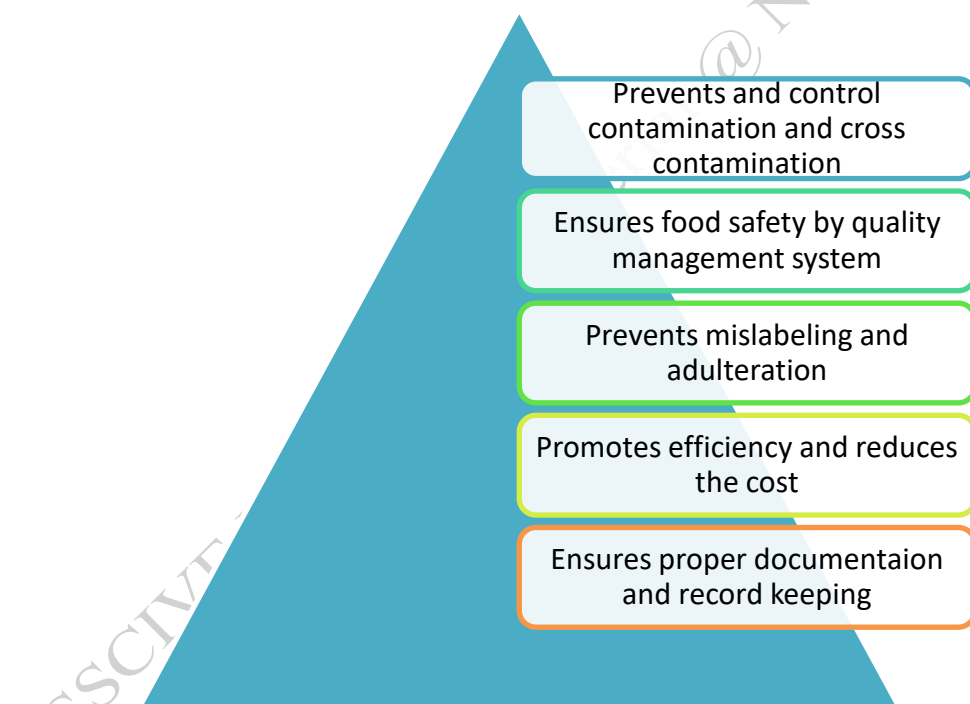 Prevents and control
contamination and cross
contamination
Ensures food safety by quality
management system
Prevents mislabeling and
adulteration
Promotes efficiency and reduces
the cost
Ensures proper documentaion
and record keeping